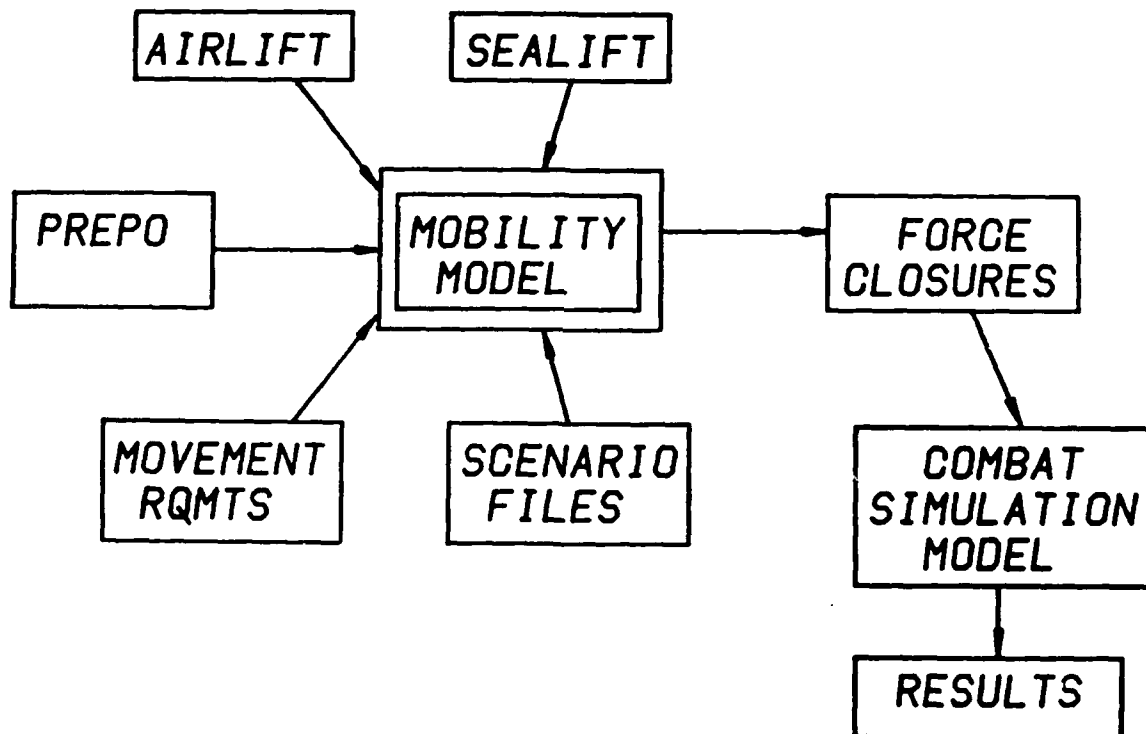 AIRLIFT
SEALIFT
PREPO
MOBILITY
MODEL
FORCE
CLOSURES
MOVEMENT
RQMTS
SCENARIO
FILES
COMBAT
SIMULATION
MODEL
RESULTS